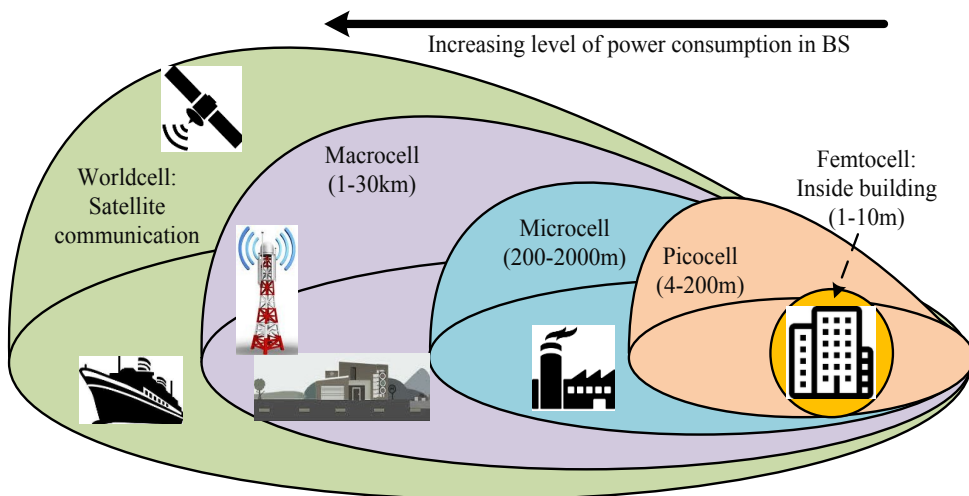 Increasing level of power consumption in BS
Worldcell:
Satellite
communication
Macrocell
(1-30km)
Microcell
(200-2000m)
Picocell
(4-200m)
Femtocell:
Inside building
(1-10m)